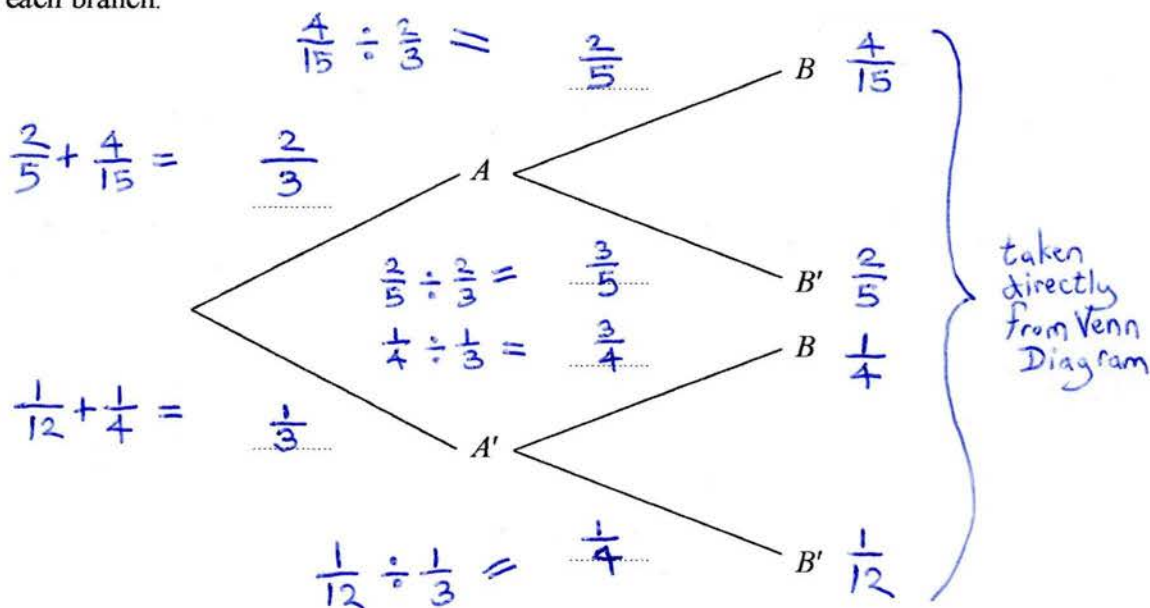 each branch.
4/15 ÷ 2/3 = 2/5
B 4/15
2/5 + 4/15 = 2/3
A
2/5 ÷ 2/3 = 3/5
B' 2/5
1/4 ÷ 1/3 = 3/4
B 1/4
taken
directly
from Venn
Diagram
1/12 + 1/4 = 1/3
A'
1/12 ÷ 1/3 = 1/4
B' 1/12